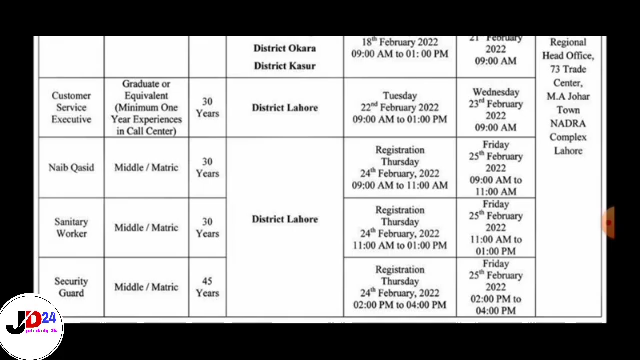 District Okara
District Kasur
18th February 2022
09:00 AM to 01: 00 PM
21st February
2022
09:00 AM
Regional
Head Office,
73 Trade
Center,
M.A Johar
Town
NADRA
Complex
Lahore
Customer
Service
Executive
Graduate or
Equivalent
(Minimum One
Year Experiences
in Call Center)
30
Years
District Lahore
Tuesday
22nd February 2022
09:00 AM to 01:00 PM
Wednesday
23rd February
2022
09:00 AM
Naib Qasid
Middle / Matric
30
Years
District Lahore
Registration
Thursday
24th February, 2022
09:00 AM to 11:00 AM
Friday
25th February
2022
09:00 AM to
11:00 AM
Sanitary
Worker
Middle / Matric
30
Years
Registration
Thursday
24th February, 2022
11:00 AM to 01:00 PM
Friday
25th February
2022
11:00 AM to
01:00 PM
Security
Guard
Middle / Matric
45
Years
Registration
Thursday
24th February, 2022
02:00 PM to 04:00 PM
Friday
25th February
2022
02:00 PM to
04:00 PM
JD24